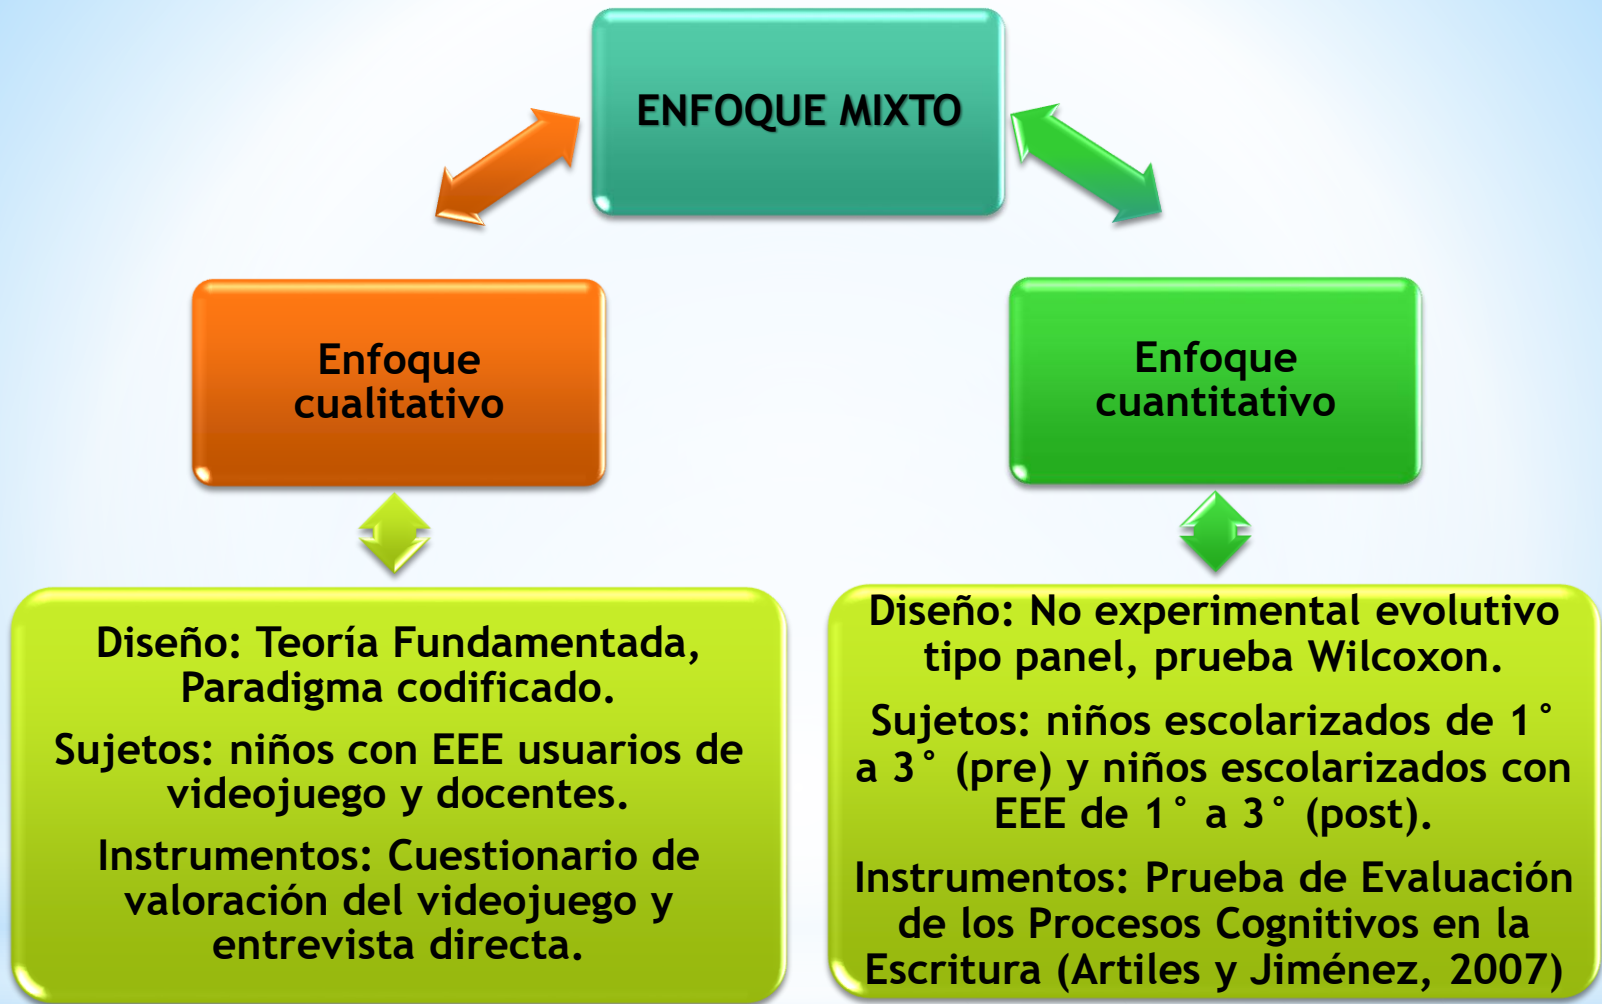 ENFOQUE MIXTO
Enfoque
cualitativo
Enfoque
cuantitativo
Diseño: Teoría Fundamentada,
Paradigma codificado.
Sujetos: niños con EEE usuarios de
videojuego y docentes.
Instrumentos: Cuestionario de
valoración del videojuego y
entrevista directa.
Diseño: No experimental evolutivo
tipo panel, prueba Wilcoxon.
Sujetos: niños escolarizados de 1°
a 3° (pre) y niños escolarizados con
EEE de 1° a 3° (post).
Instrumentos: Prueba de Evaluación
de los Procesos Cognitivos en la
Escritura (Artiles y Jiménez, 2007)